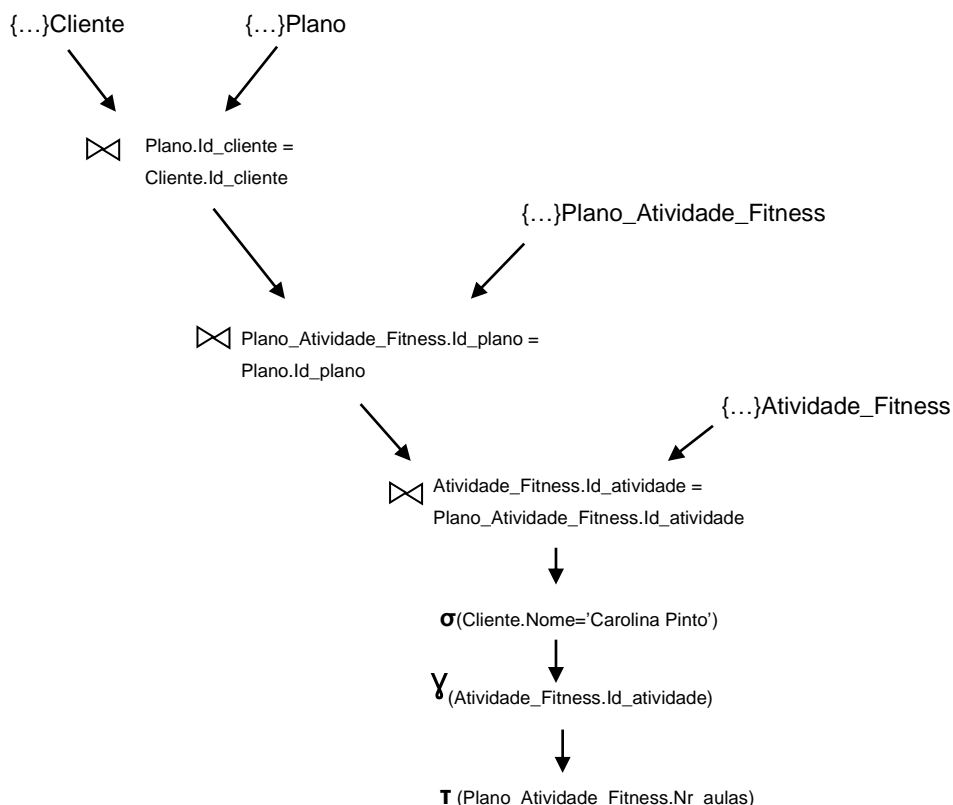 {…}Cliente
{…}Plano
⋈ Plano.Id_cliente =
Cliente.Id_cliente
{…}Plano_Atividade_Fitness
⋈ Plano_Atividade_Fitness.Id_plano =
Plano.Id_plano
{…}Atividade_Fitness
⋈ Atividade_Fitness.Id_atividade =
Plano_Atividade_Fitness.Id_atividade
σ(Cliente.Nome=’Carolina Pinto’)
γ(Atividade_Fitness.Id_atividade)
τ (Plano_Atividade_Fitness.Nr_aulas)